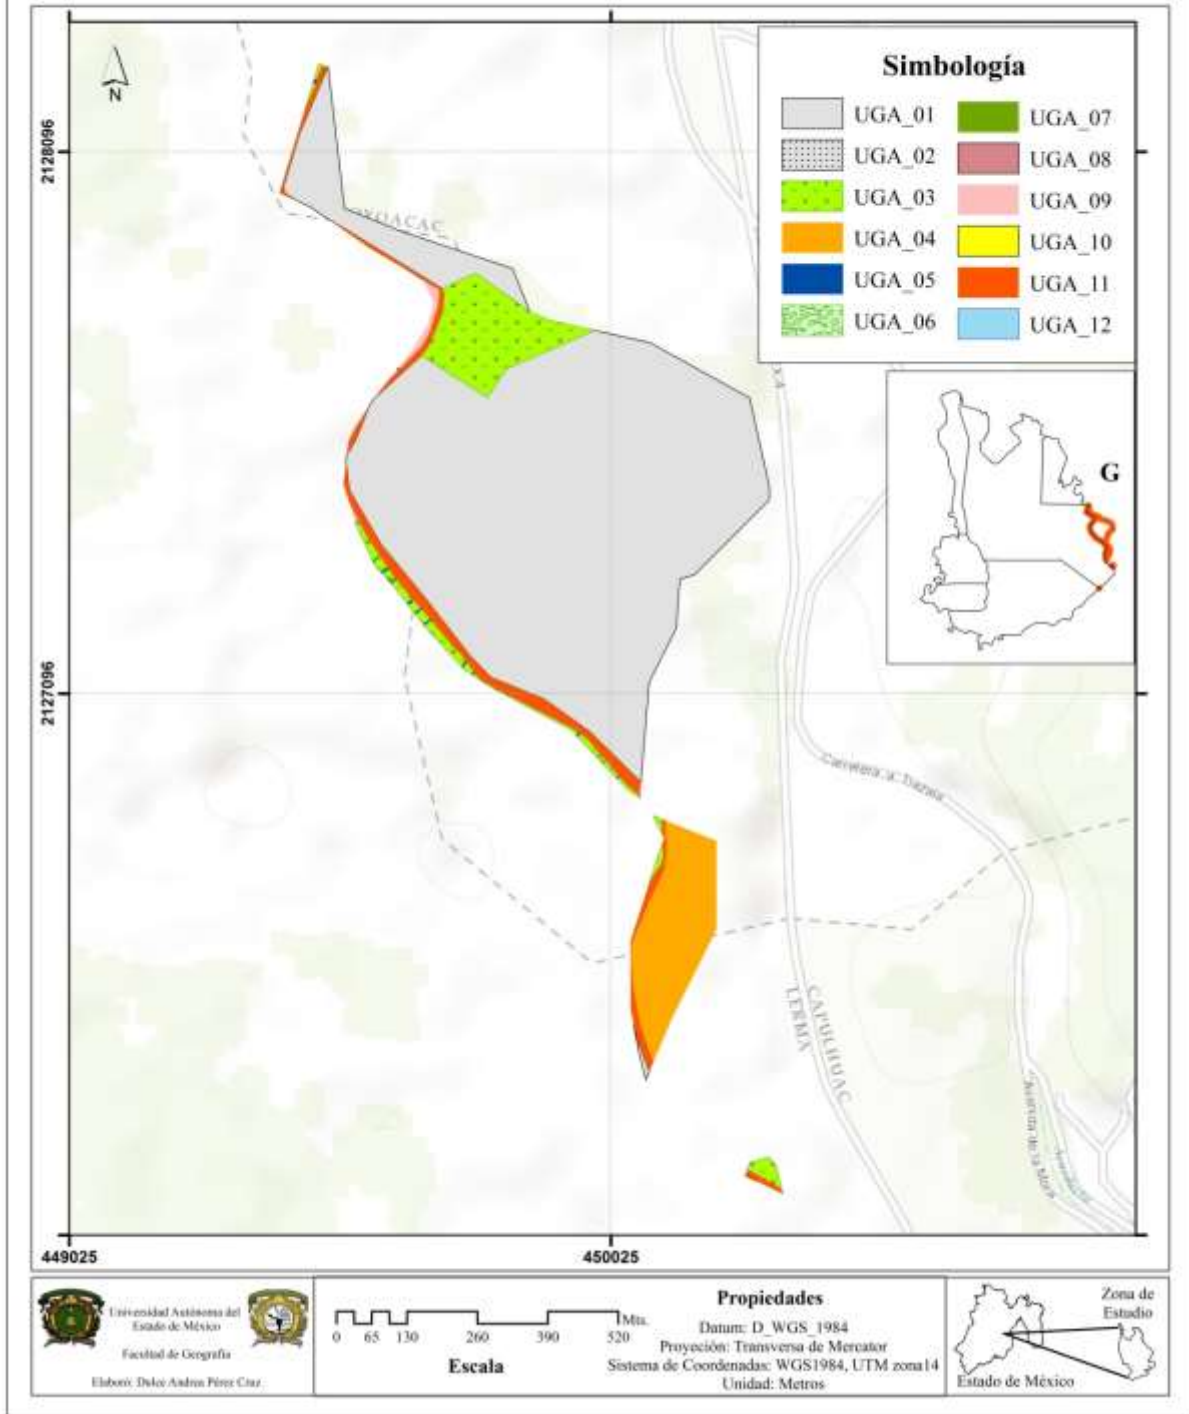 Simbología
UGA_01
UGA_02
UGA_03
UGA_04
UGA_05
UGA_06
UGA_07
UGA_08
UGA_09
UGA_10
UGA_11
UGA_12
N
2128096
G
2127096
Carretera a
LERMA
CAPULHUAC
449025
450025
Universidad Autónoma del
Estado de México
Facultad de Geografía
Elaboró: Dulce Andrea Pérez Cruz
Mts.
0 65 130 260 390 520
Escala
Propiedades
Datum: D_WGS_1984
Proyeción: Transversa de Mercator
Sistema de Coordenadas: WGS1984, UTM zona14
Unidad: Metros
Zona de
Estudio
Estado de México